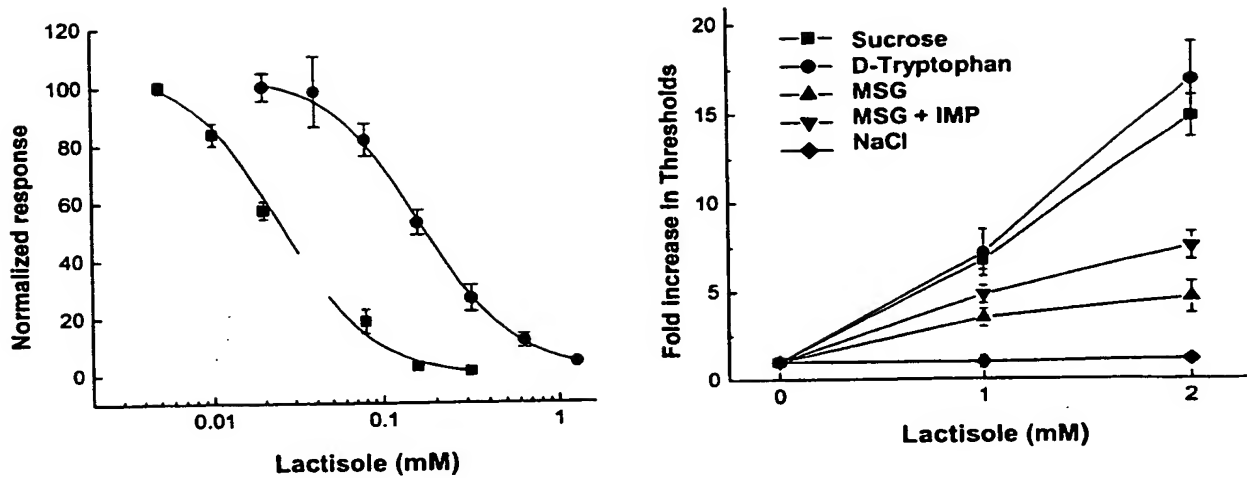 120
100
80
60
40
20
0
Normalized response
0.01
0.1
1
Lactisole (mM)
20
15
10
5
0
Fold increase in Thresholds
Sucrose
D-Tryptophan
MSG
MSG + IMP
NaCl
0
1
2
Lactisole (mM)